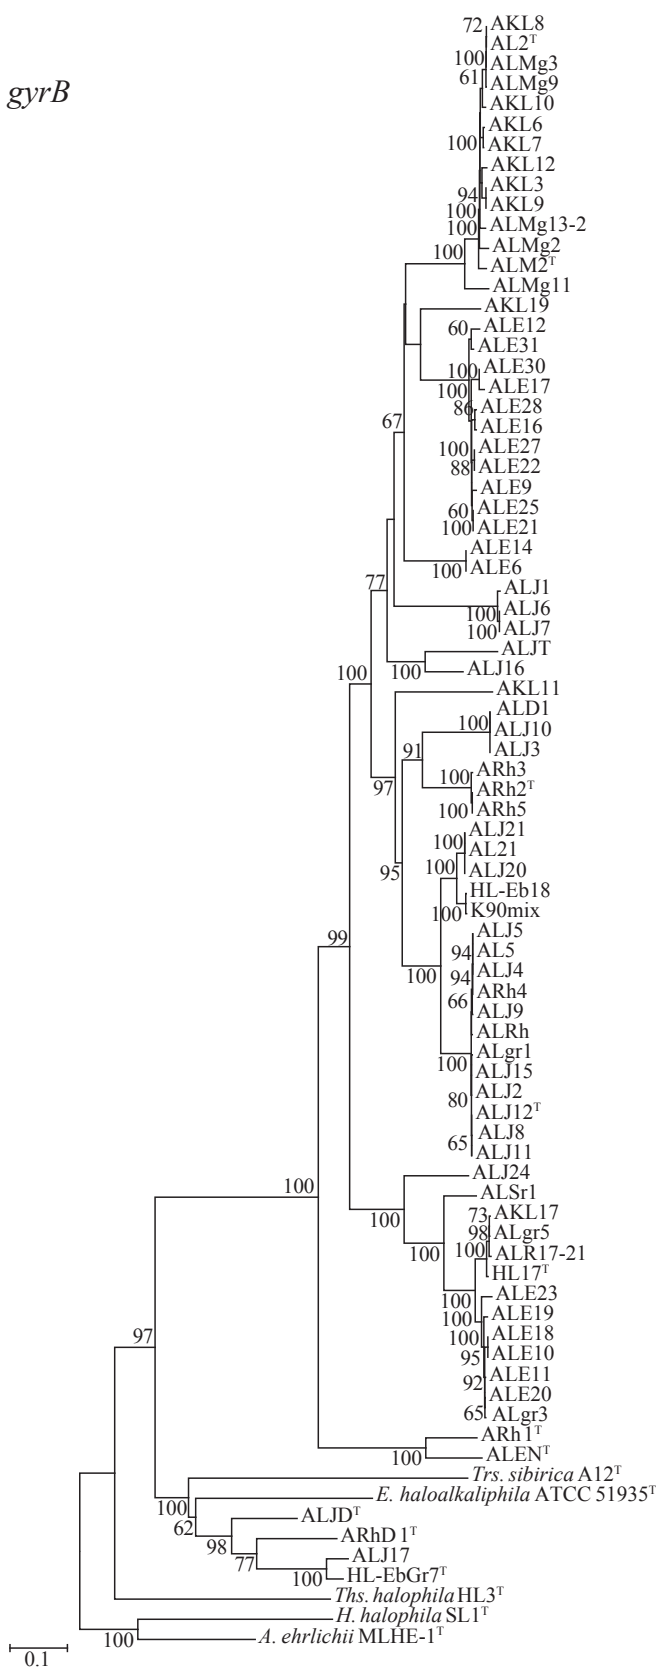 gyrB
72
AKL8
AL2ᵀ
100
ALMg3
61
ALMg9
AKL10
AKL6
100
AKL7
AKL12
94
AKL3
100
AKL9
100
ALMg13-2
100
ALMg2
ALM2ᵀ
ALMg11
AKL19
60
ALE12
ALE31
100
ALE30
100
ALE17
86
ALE28
67
ALE16
100
ALE27
88
ALE22
ALE9
60
ALE25
100
ALE21
ALE14
100
ALE6
77
ALJ1
100
ALJ6
100
ALJ7
ALJT
100
100
ALJ16
AKL11
ALD1
100
ALJ10
91
ALJ3
97
100
ARh3
ARh2ᵀ
100
ARh5
100
ALJ21
AL21
95
100
ALJ20
HL-Eb18
100
K90mix
ALJ5
99
94
AL5
100
94
ALJ4
66
ARh4
ALJ9
ALRh
100
ALgr1
ALJ15
80
ALJ2
ALJ12ᵀ
65
ALJ8
ALJ11
100
ALJ24
ALSr1
100
73
AKL17
98
ALgr5
100
100
ALR17-21
HL17ᵀ
100
ALE23
100
ALE19
97
100
ALE18
95
ALE10
92
ALE11
ALE20
65
ALgr3
ARh 1ᵀ
100
ALENᵀ
Trs. sibirica A12ᵀ
100
E. haloalkaliphila ATCC 51935ᵀ
62
ALJDᵀ
98
ARhD 1ᵀ
77
ALJ17
100
HL-EbGr7ᵀ
Ths. halophila HL3ᵀ
H. halophila SL1ᵀ
100
A. ehrlichii MLHE-1ᵀ
0.1